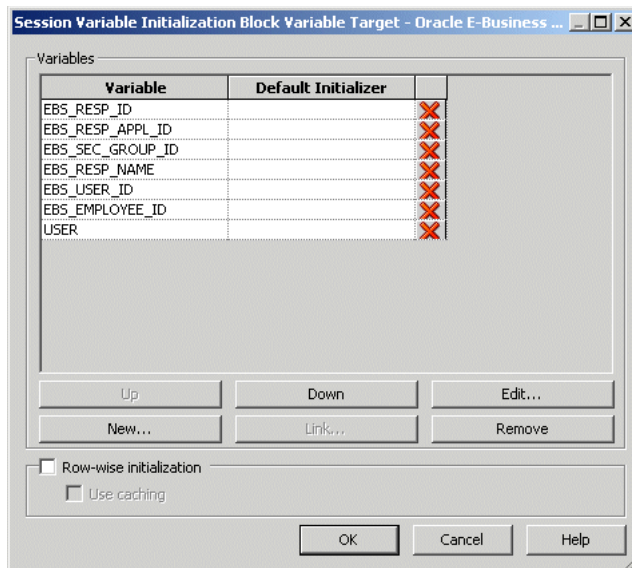 Session Variable Initialization Block Variable Target - Oracle E-Business ...
Variables
Variable Default Initializer
EBS_RESP_ID
EBS_RESP_APPL_ID
EBS_SEC_GROUP_ID
EBS_RESP_NAME
EBS_USER_ID
EBS_EMPLOYEE_ID
USER
Up Down Edit...
New... Link... Remove
Row-wise initialization
Use caching
OK Cancel Help